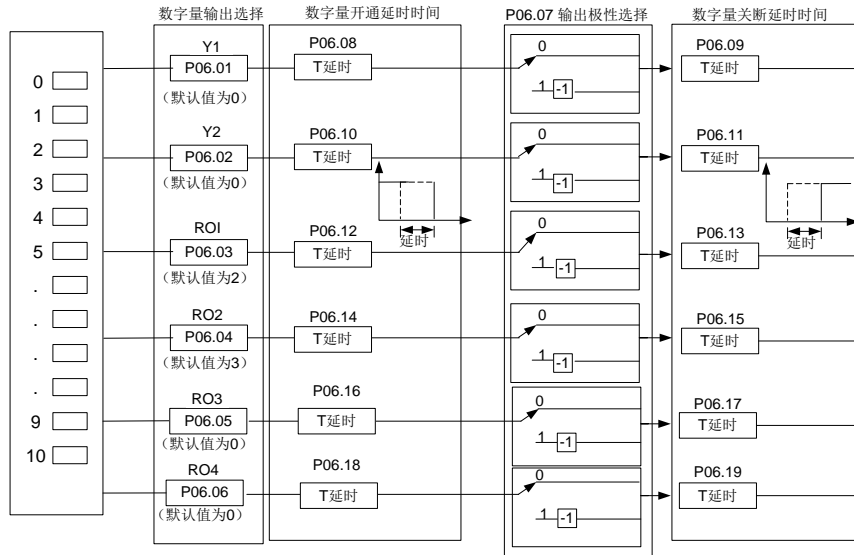 数字量输出选择 数字量开通延时时间 P06.07 输出极性选择 数字量关断延时时间
Y1 P06.08 0 P06.09
P06.01 T延时 T延时
0 (默认值为0) 1 -1
1
Y2 P06.10 0 P06.11
2 P06.02 T延时 T延时
3 (默认值为0) 1 -1
4
延时 延时
ROI P06.12 0 P06.13
5 P06.03 T延时 T延时
. (默认值为2) 1 -1
.
RO2 P06.14 0 P06.15
. P06.04 T延时 T延时
. (默认值为3) 1 -1
RO3 P06.16 0 P06.17
9 P06.05 T延时 T延时
(默认值为0) 1 -1
10
RO4 P06.18 0 P06.19
P06.06 T延时 T延时
(默认值为0) 1 -1